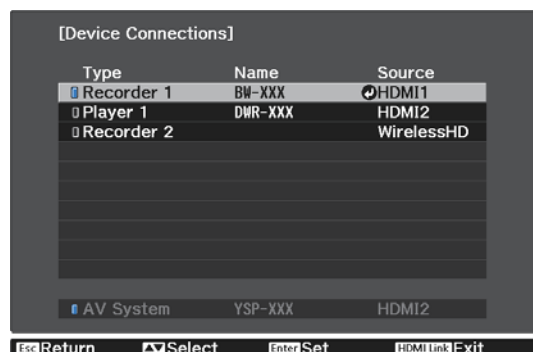 [Device Connections]
Type Name Source
Recorder 1 BW-XXX HDMI1
Player 1 DWR-XXX HDMI2
Recorder 2 WirelessHD
AV System YSP-XXX HDMI2
Esc Return Select Enter Set HDMI Link Exit